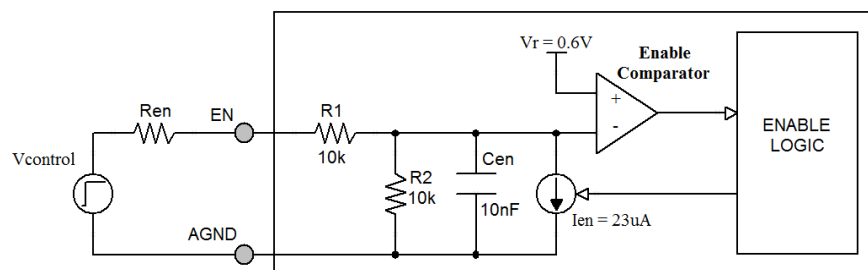 Vr = 0.6V
Enable
Comparator
+
-
ENABLE
LOGIC
Ren
EN
R1
10k
Vcontrol
R2
10k
Cen
10nF
Ien = 23uA
AGND